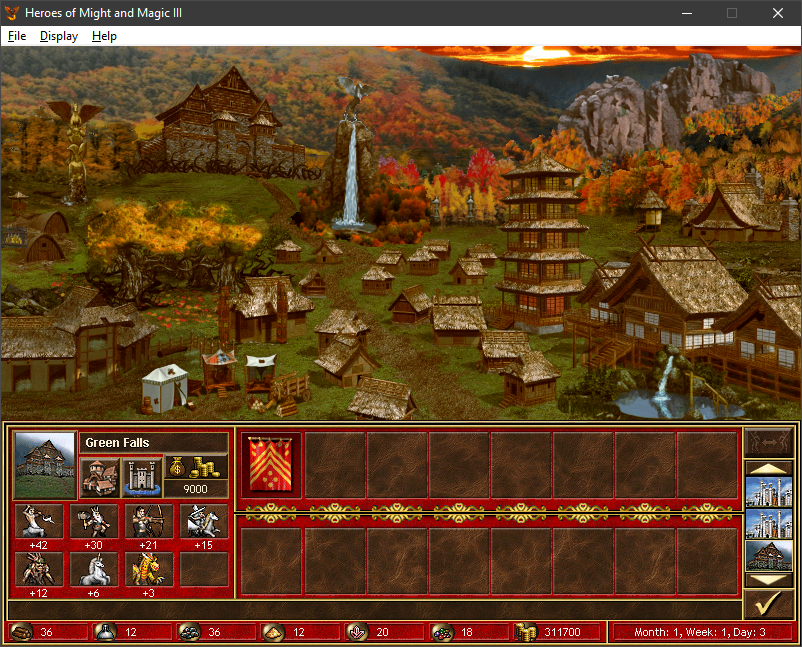 Heroes of Might and Magic III
File Display Help
Green Falls
9000
+42 +30 +21 +15
+12 +6 +3
36 12 36 12 20 18 311700 Month: 1, Week: 1, Day: 3